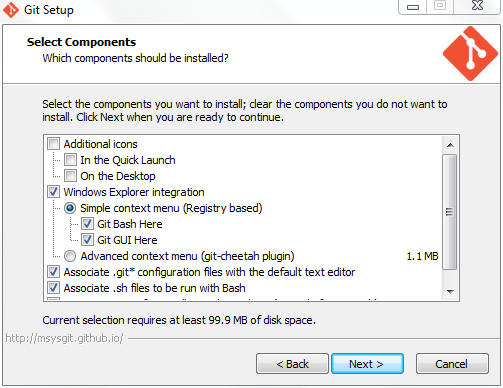 Git Setup
Select Components
Which components should be installed?
Select the components you want to install; clear the components you do not want to
install. Click Next when you are ready to continue.
Additional icons
In the Quick Launch
On the Desktop
Windows Explorer integration
Simple context menu (Registry based)
Git Bash Here
Git GUI Here
Advanced context menu (git-cheetah plugin) 1.1 MB
Associate .git* configuration files with the default text editor
Associate .sh files to be run with Bash
Current selection requires at least 99.9 MB of disk space.
http://msysgit.github.io/
< Back
Next >
Cancel